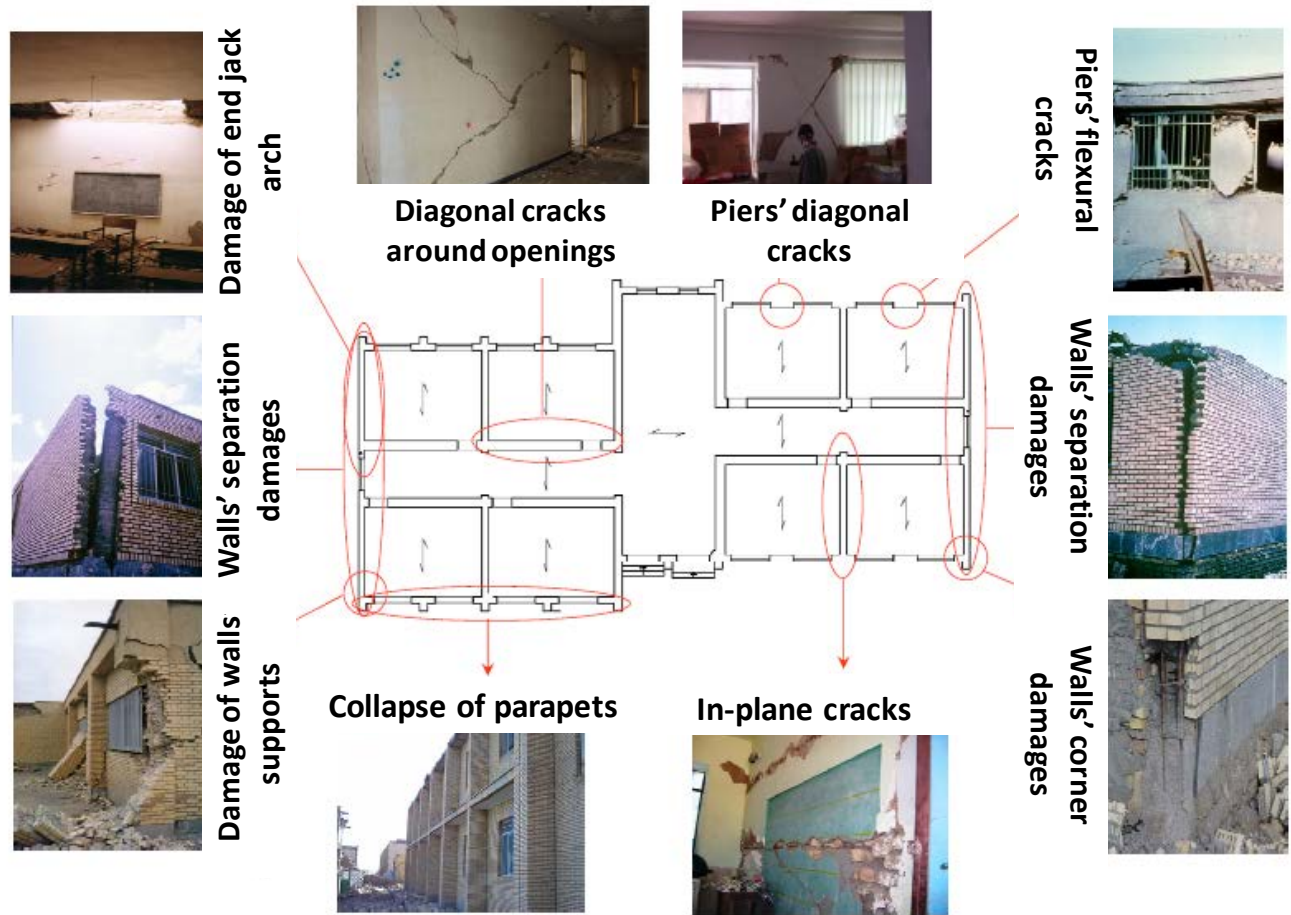 Damage of end jack
arch
Diagonal cracks
around openings
Piers’ diagonal
cracks
Piers’ flexural
cracks
Walls’ separation
damages
Walls’ separation
damages
Damage of walls
supports
Collapse of parapets
In-plane cracks
Walls’ corner
damages